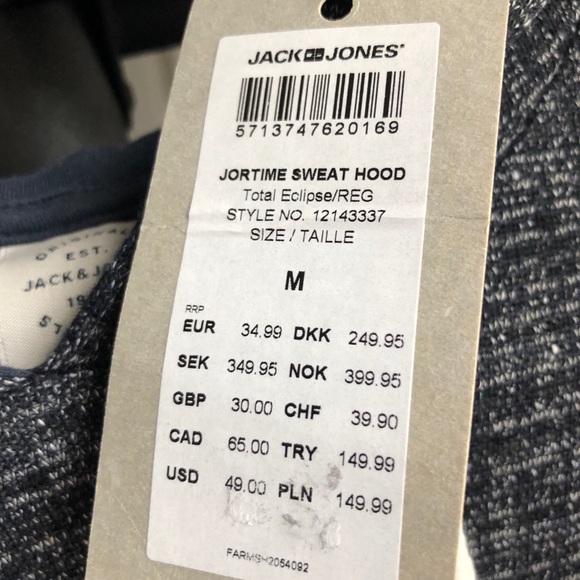 JACK & JONES
5713747620169
JORTIME SWEAT HOOD
Total Eclipse/REG
STYLE NO. 12143337
SIZE / TAILLE
M
RRP
EUR 34.99 DKK 249.95
SEK 349.95 NOK 399.95
GBP 30.00 CHF 39.90
CAD 65.00 TRY 149.99
USD 49.00 PLN 149.99
FARMSH2054092
ORIGINAL
EST.
JACK & JO
19